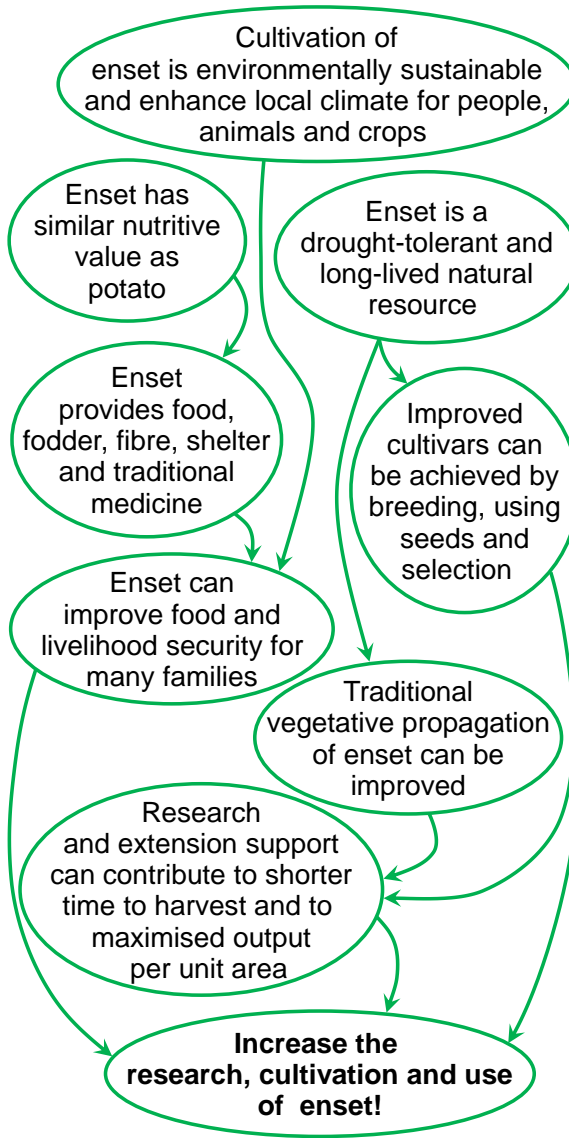 Cultivation of
enset is environmentally sustainable
and enhance local climate for people,
animals and crops
Enset has
similar nutritive
value as
potato
Enset is a
drought-tolerant and
long-lived natural
resource
Enset
provides food,
fodder, fibre, shelter
and traditional
medicine
Improved
cultivars can
be achieved by
breeding, using
seeds and
selection
Enset can
improve food and
livelihood security for
many families
Traditional
vegetative propagation
of enset can be
improved
Research
and extension support
can contribute to shorter
time to harvest and to
maximised output
per unit area
Increase the
research, cultivation and use
of enset!